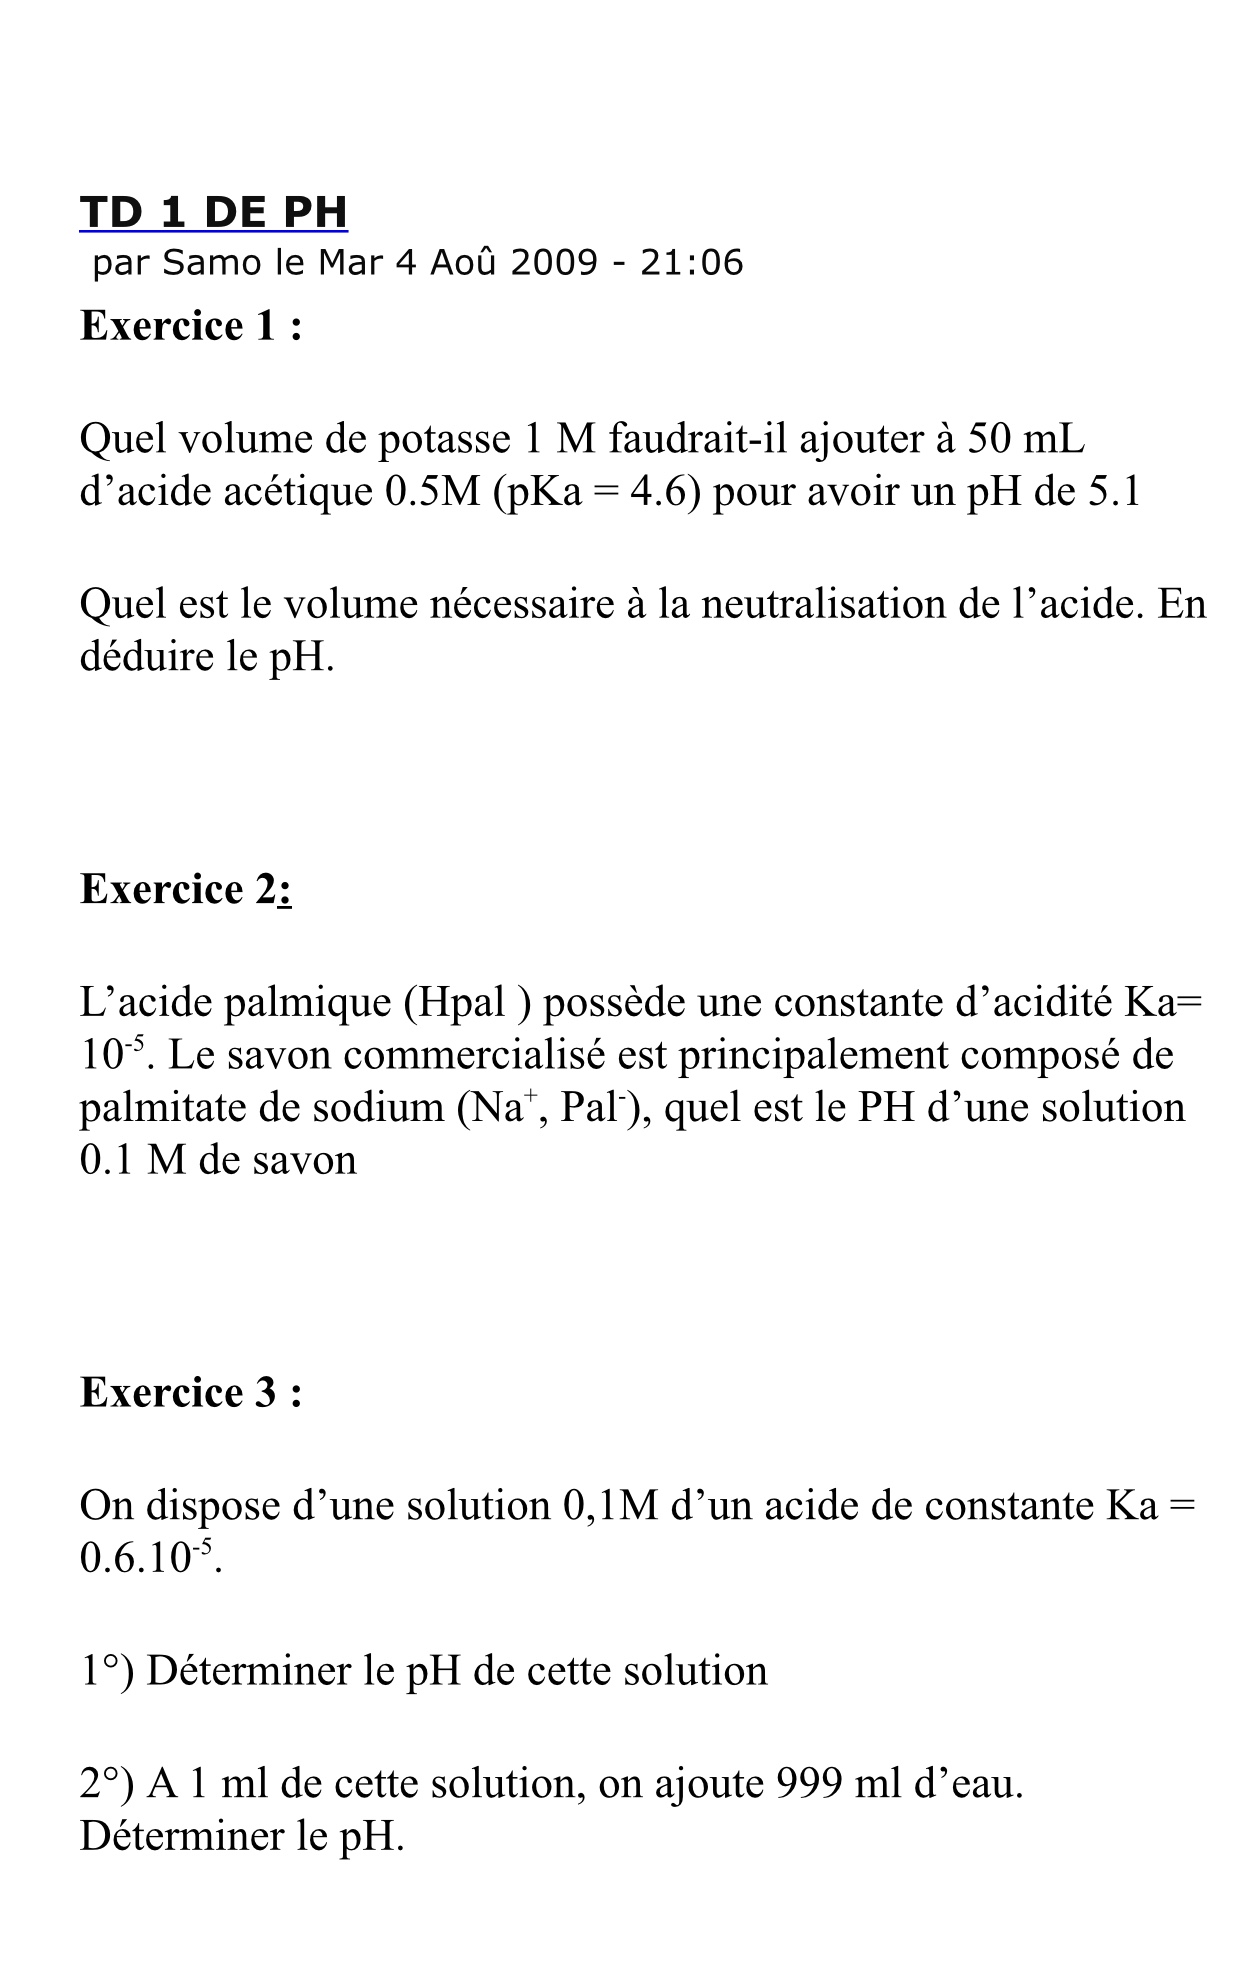 TD 1 DE PH
par Samo le Mar 4 Aoû 2009 - 21:06
Exercice 1 :
Quel volume de potasse 1 M faudrait-il ajouter à 50 mL
d’acide acétique 0.5M (pKa = 4.6) pour avoir un pH de 5.1
Quel est le volume nécessaire à la neutralisation de l’acide. En
déduire le pH.
Exercice 2:
L’acide palmique (Hpal ) possède une constante d’acidité Ka=
10⁻⁵. Le savon commercialisé est principalement composé de
palmitate de sodium (Na⁺, Pal⁻), quel est le PH d’une solution
0.1 M de savon
Exercice 3 :
On dispose d’une solution 0,1M d’un acide de constante Ka =
0.6.10⁻⁵.
1°) Déterminer le pH de cette solution
2°) A 1 ml de cette solution, on ajoute 999 ml d’eau.
Déterminer le pH.